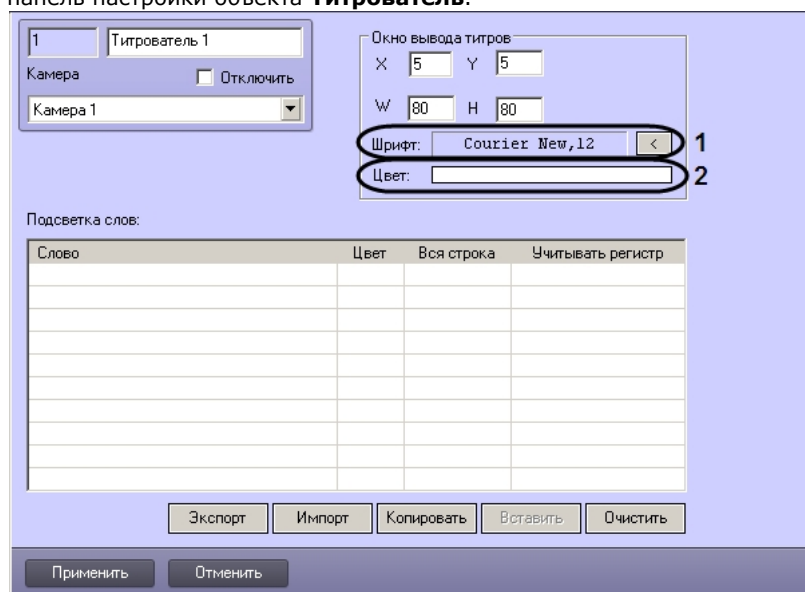 панель настройки объекта Титрователь.
1 Титрователь 1
Камера Отключить
Камера 1
Окно вывода титров
X 5 Y 5
W 80 H 80
Шрифт: Courier New,12 < 1
Цвет: 2
Подсветка слов:
Слово Цвет Вся строка Учитывать регистр
Экспорт Импорт Копировать Вставить Очистить
Применить Отменить